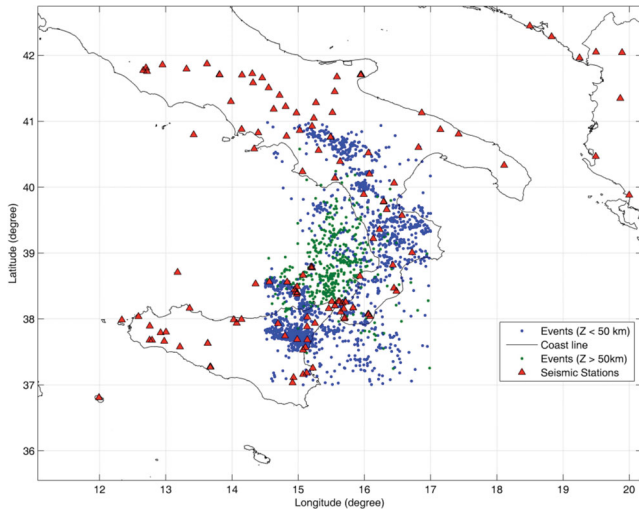 42
41
40
39
38
37
36
Latitude (degree)
12 13 14 15 16 17 18 19 20
Longitude (degree)
Events (Z < 50 km)
Coast line
Events (Z > 50km)
Seismic Stations